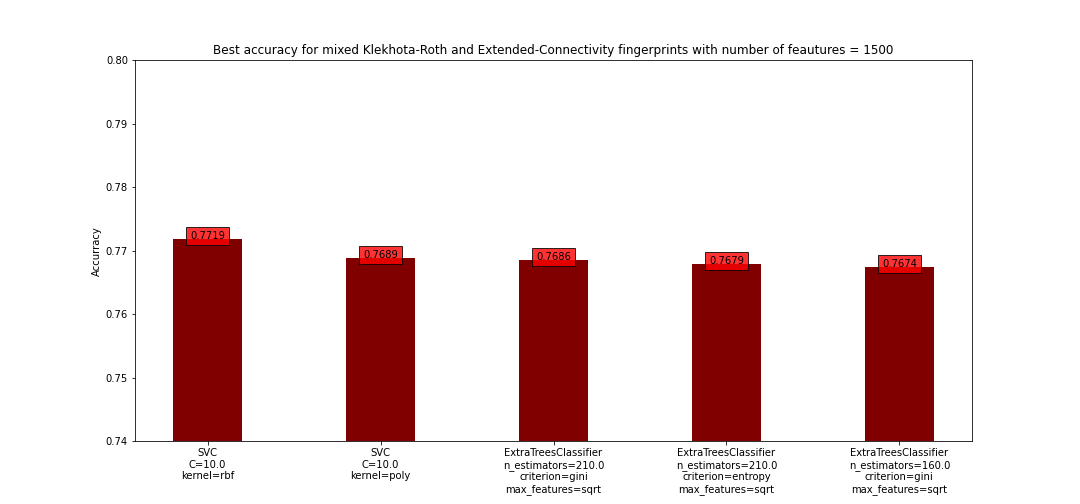 Best accuracy for mixed Klekhota-Roth and Extended-Connectivity fingerprints with number of feautures = 1500
0.80
0.79
0.78
0.77
0.76
0.75
0.74
Accurracy
0.7719
0.7689
0.7686
0.7679
0.7674
SVC
C=10.0
kernel=rbf
SVC
C=10.0
kernel=poly
ExtraTreesClassifier
n_estimators=210.0
criterion=gini
max_features=sqrt
ExtraTreesClassifier
n_estimators=210.0
criterion=entropy
max_features=sqrt
ExtraTreesClassifier
n_estimators=160.0
criterion=gini
max_features=sqrt